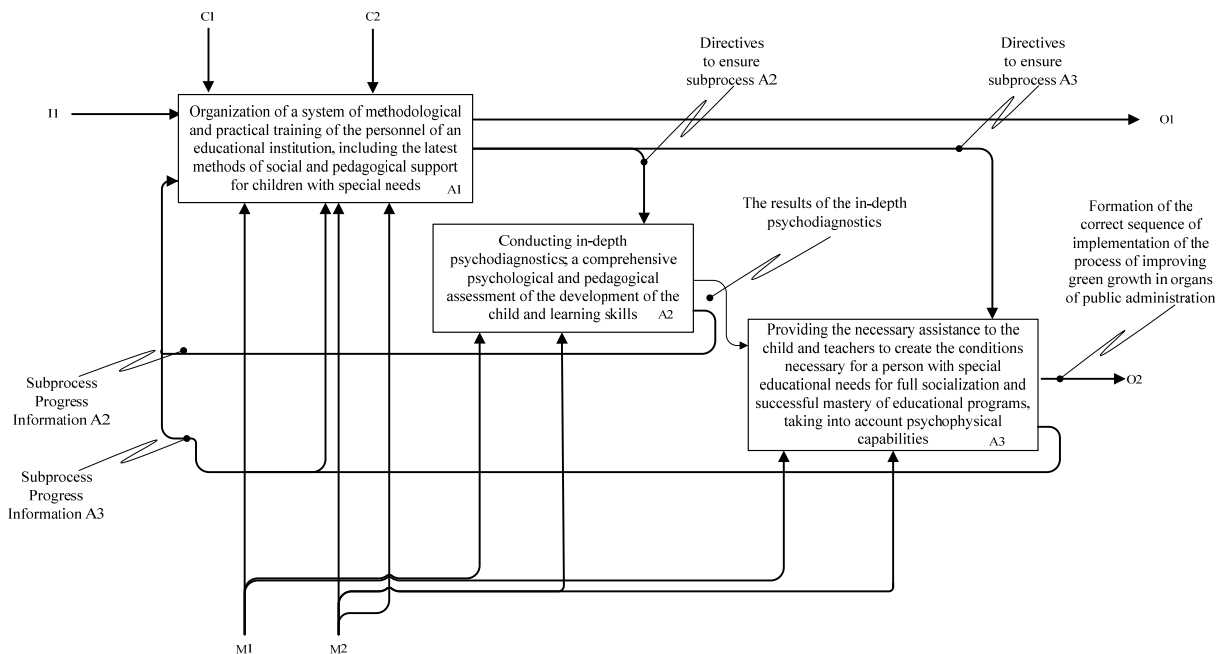 C1
C2
I1
Organization of a system of methodological
and practical training of the personnel of an
educational institution, including the latest
methods of social and pedagogical support
for children with special needs
A1
Directives
to ensure
subprocess A2
Directives
to ensure
subprocess A3
O1
The results of the in-depth
psychodiagnostics
Conducting in-depth
psychodiagnostics; a comprehensive
psychological and pedagogical
assessment of the development of the
child and learning skills
A2
Formation of the
correct sequence of
implementation of the
process of improving
green growth in organs
of public administration
Providing the necessary assistance to the
child and teachers to create the conditions
necessary for a person with special
educational needs for full socialization and
successful mastery of educational programs,
taking into account psychophysical
capabilities
A3
O2
Subprocess
Progress
Information A2
Subprocess
Progress
Information A3
M1
M2